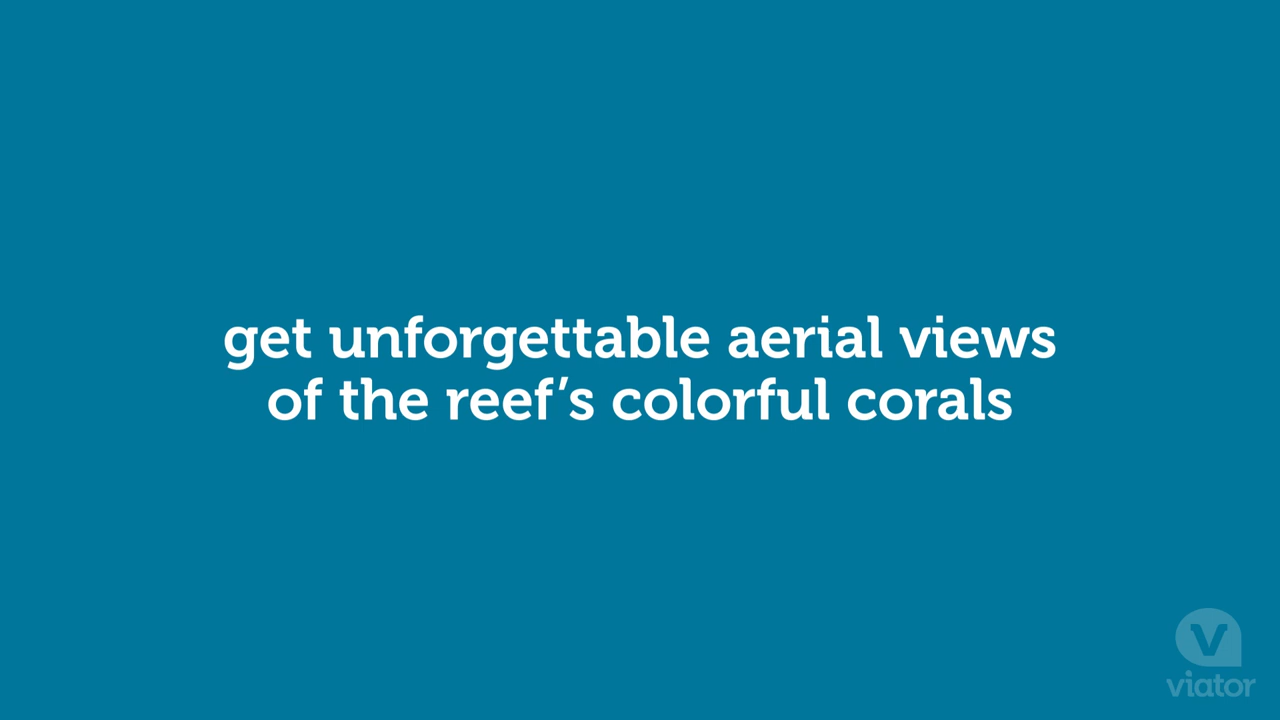 get unforgettable aerial views
of the reef’s colorful corals
v
viator